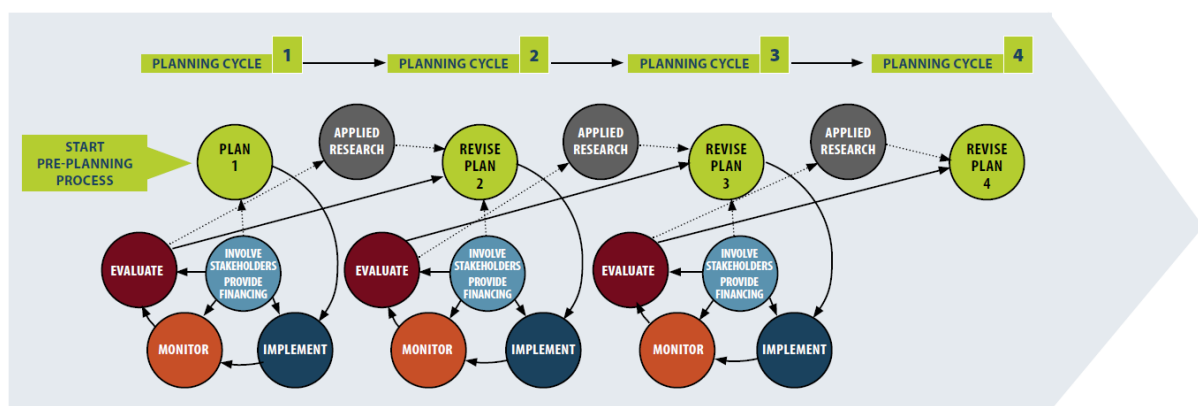 PLANNING CYCLE 1
PLANNING CYCLE 2
PLANNING CYCLE 3
PLANNING CYCLE 4
START
PRE-PLANNING
PROCESS
PLAN
1
APPLIED
RESEARCH
REVISE
PLAN
2
APPLIED
RESEARCH
REVISE
PLAN
3
APPLIED
RESEARCH
REVISE
PLAN
4
EVALUATE
INVOLVE
STAKEHOLDERS
PROVIDE
FINANCING
MONITOR
IMPLEMENT
EVALUATE
INVOLVE
STAKEHOLDERS
PROVIDE
FINANCING
MONITOR
IMPLEMENT
EVALUATE
INVOLVE
STAKEHOLDERS
PROVIDE
FINANCING
MONITOR
IMPLEMENT